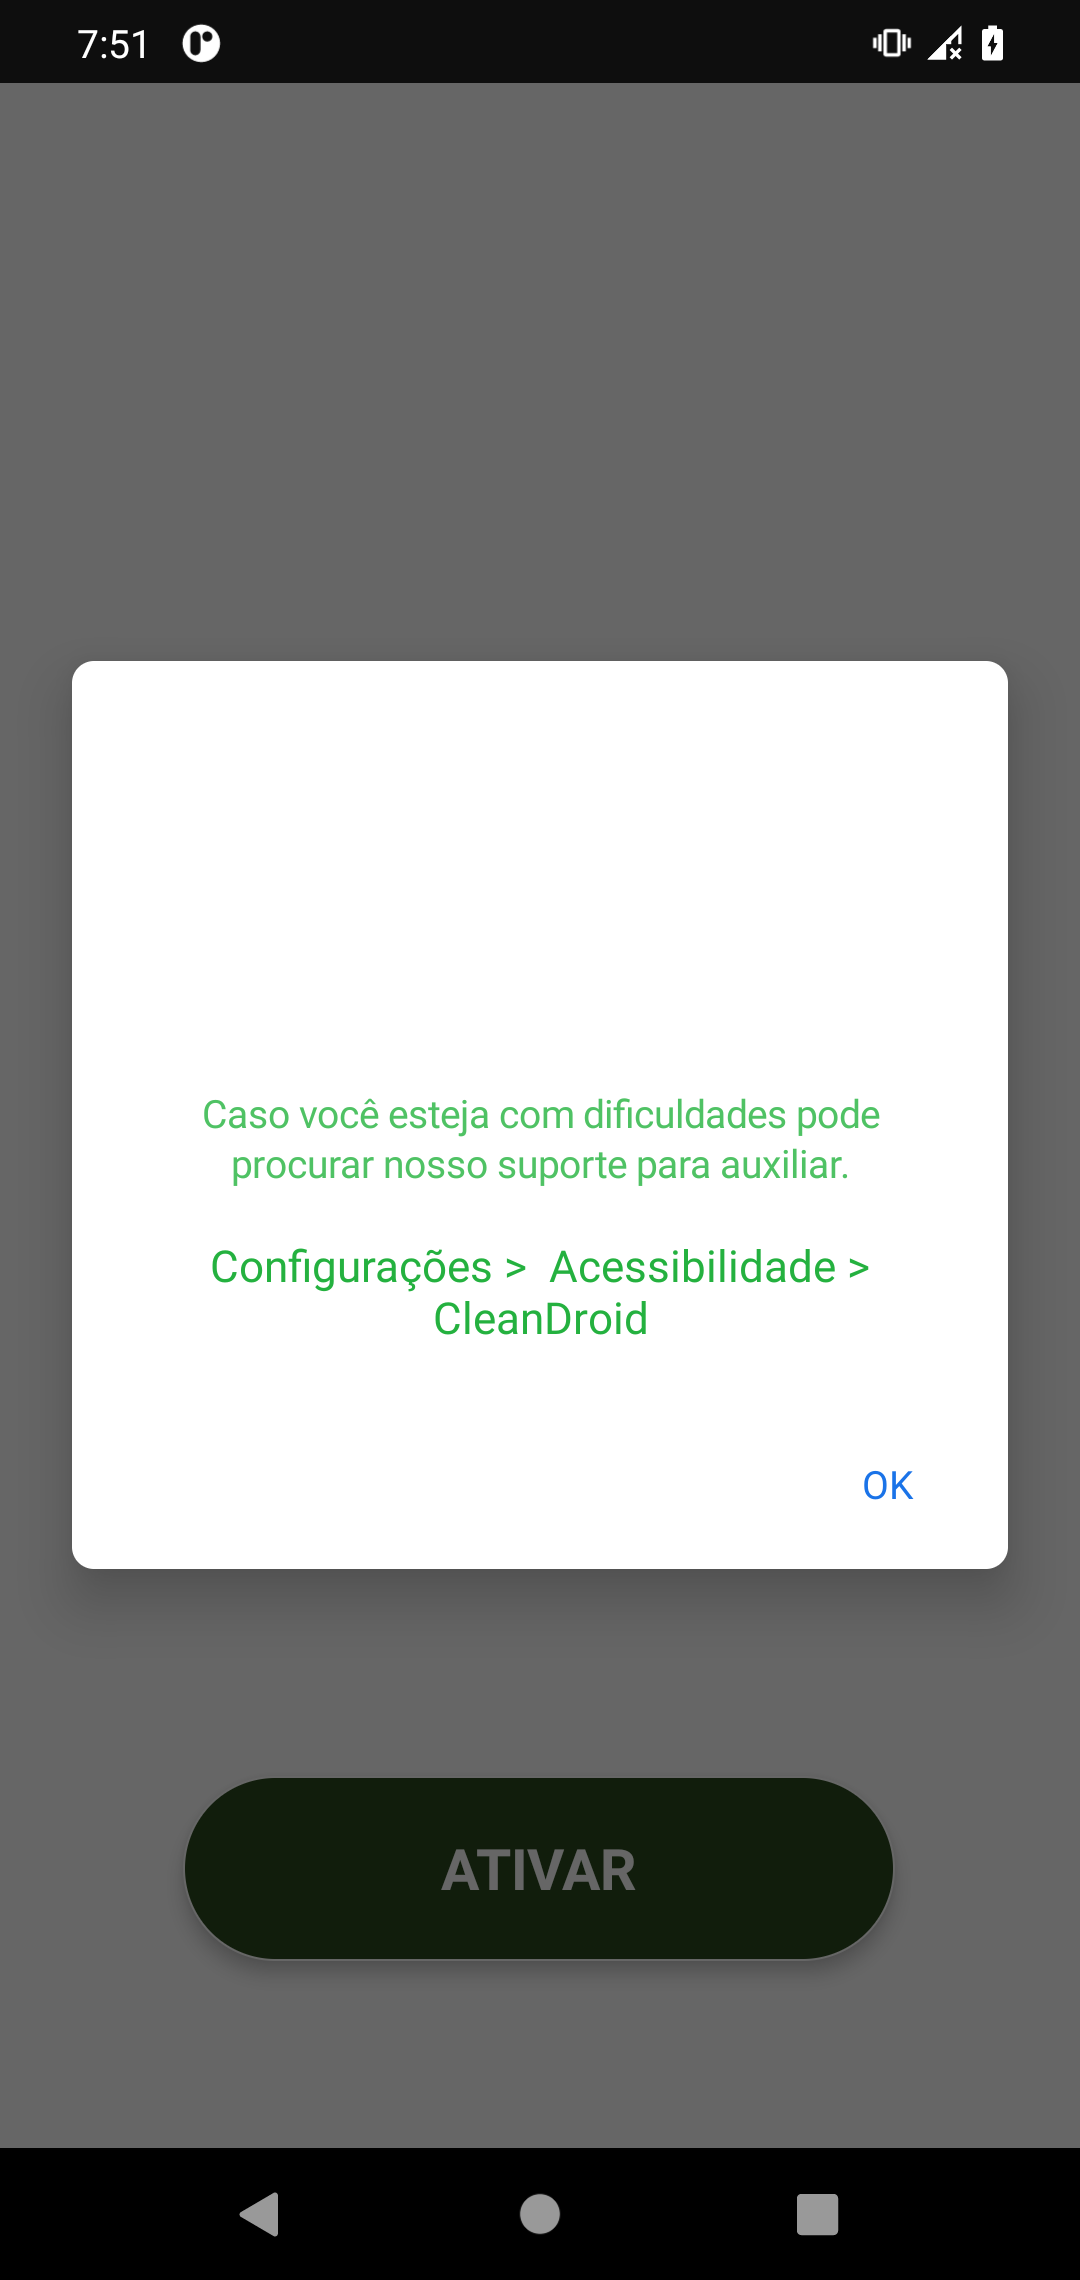 7:51
Caso você esteja com dificuldades pode
procurar nosso suporte para auxiliar.
Configurações >  Acessibilidade >
CleanDroid
OK
ATIVAR